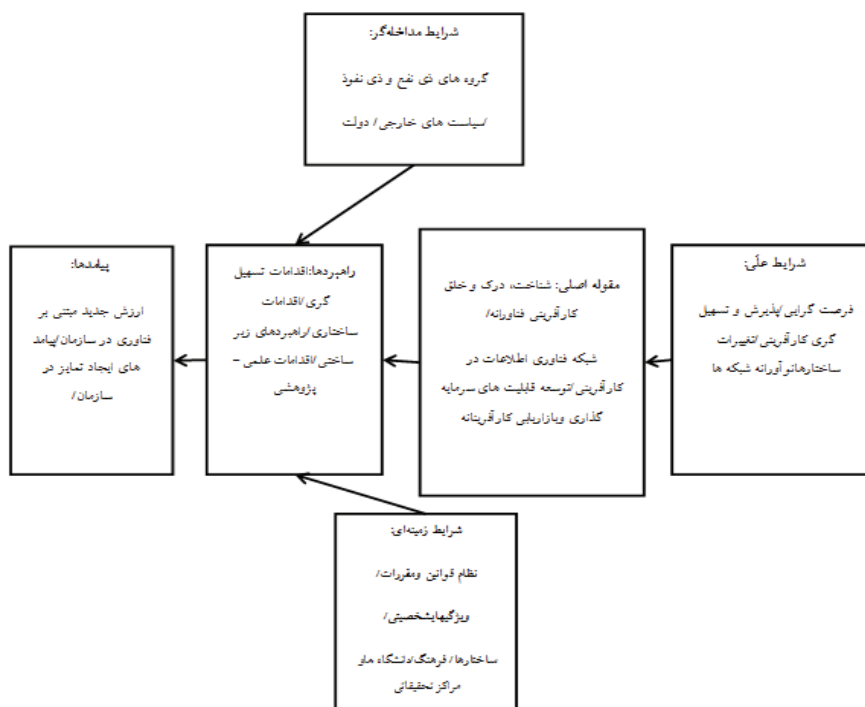 شرایط مداخله‌گر:
گروه های ذی نفع و ذی نفوذ
/سیاست های خارجی/ دولت
شرایط علّی:
فرصت گرایی/پذیرش و تسهیل
گری کارآفرینی/تغییرات
ساختارهانوآورانه شبکه ها
مقوله اصلی: شناخت، درک و خلق
کارآفرینی فناورانه/
شبکه فناوری اطلاعات در
کارآفرینی/توسعه قابلیت های سرمایه
گذاری وبازاریابی کارآفرینانه
راهبردها:اقدامات تسهیل
گری/اقدامات
ساختاری/راهبردهای زیر
ساختی/اقدامات علمی –
پژوهشی
پیامدها:
ارزش جدید مبتنی بر
فناوری در سازمان/پیامد
های ایجاد تمایز در
سازمان/
شرایط زمینه‌ای:
نظام قوانین ومقررات/
ویژگیهایشخصیتی/
ساختارها/ فرهنگ/دانشگاه هاو
مراکز تحقیقاتی